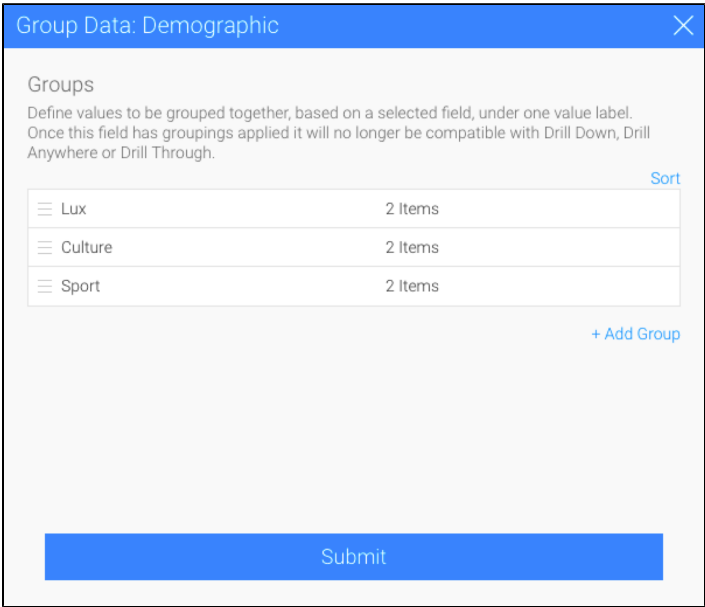 Group Data: Demographic
Groups
Define values to be grouped together, based on a selected field, under one value label.
Once this field has groupings applied it will no longer be compatible with Drill Down, Drill
Anywhere or Drill Through.
Sort
Lux 2 Items
Culture 2 Items
Sport 2 Items
+ Add Group
Submit